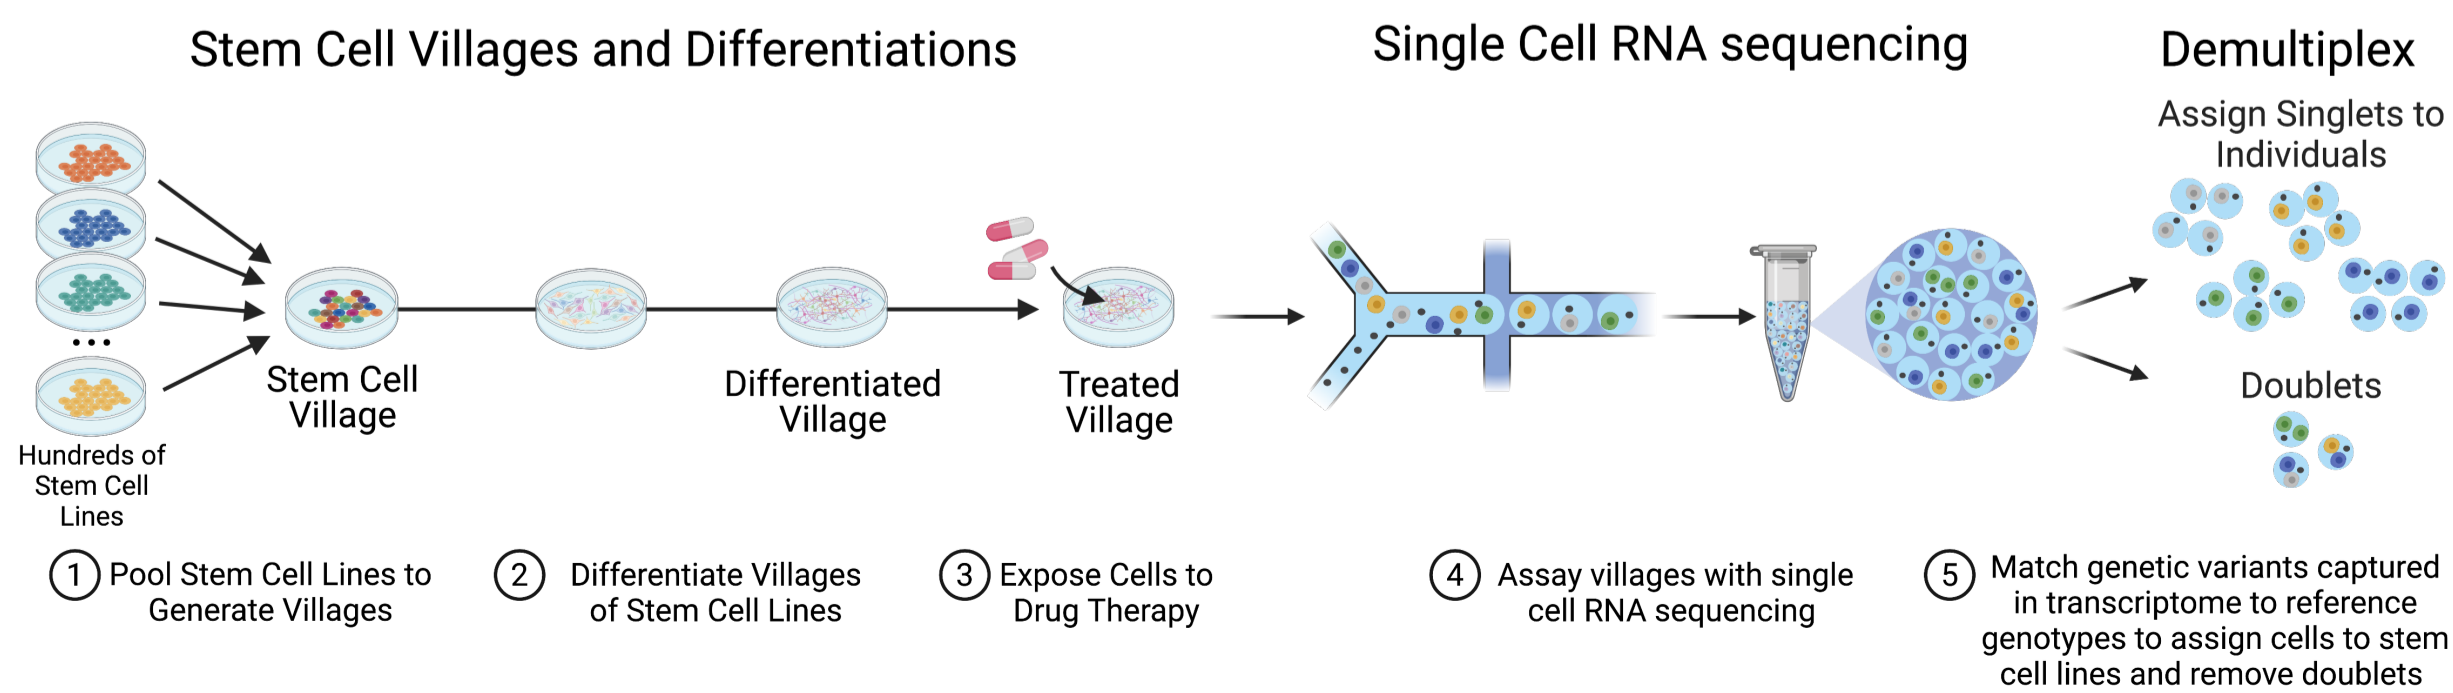 Stem Cell Villages and Differentiations
Single Cell RNA sequencing
Demultiplex
Assign Singlets to
Individuals
Stem Cell
Village
Differentiated
Village
Treated
Village
Doublets
Hundreds of
Stem Cell
Lines
1 Pool Stem Cell Lines to
Generate Villages
2 Differentiate Villages
of Stem Cell Lines
3 Expose Cells to
Drug Therapy
4 Assay villages with single
cell RNA sequencing
5 Match genetic variants captured
in transcriptome to reference
genotypes to assign cells to stem
cell lines and remove doublets